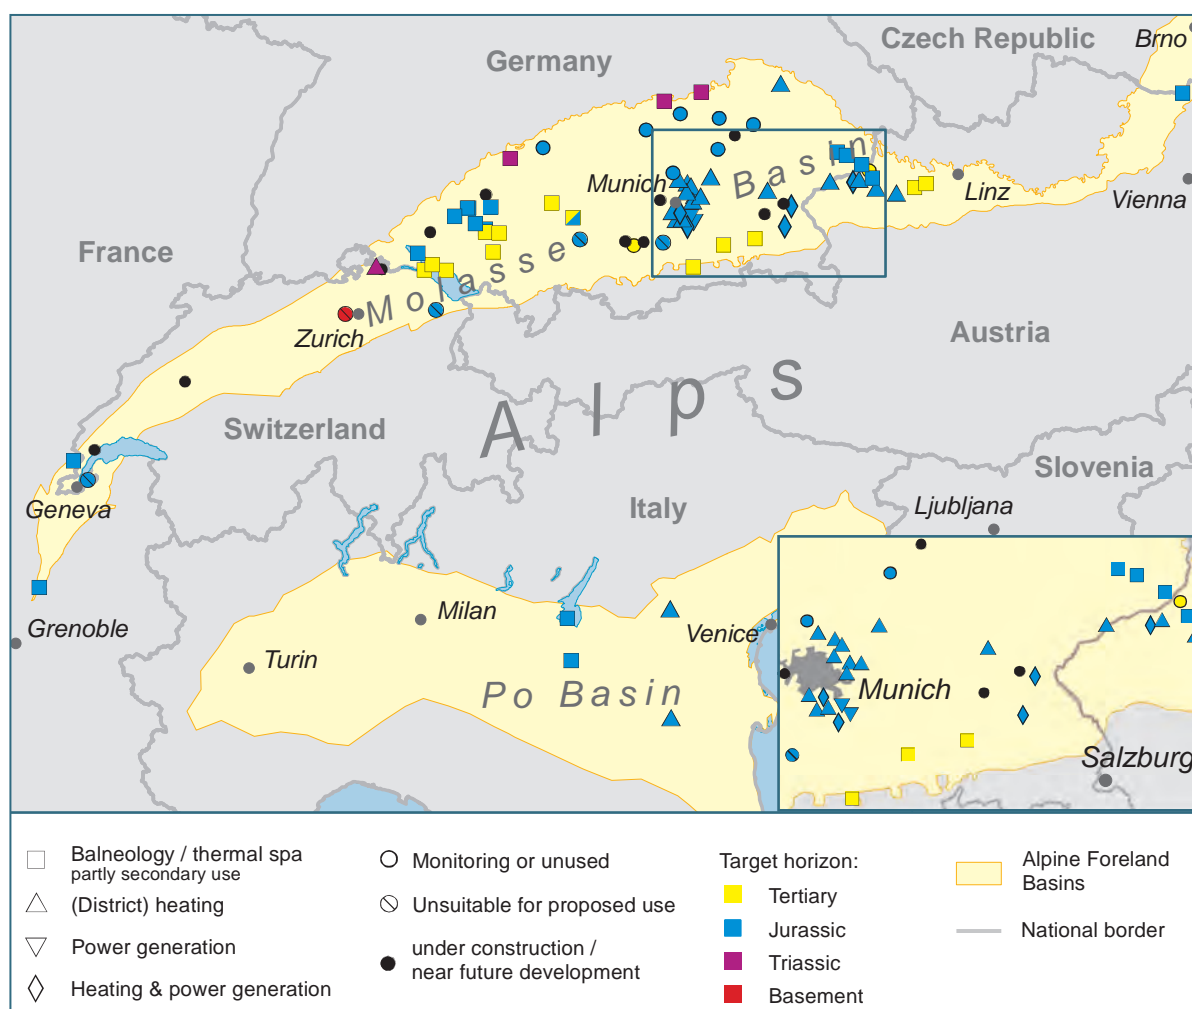 Czech Republic
Brno
Germany
Munich
Basin
Linz
Vienna
France
Molasse
Zurich
Austria
Alps
Switzerland
Slovenia
Geneva
Italy
Ljubljana
Grenoble
Milan
Venice
Turin
Po Basin
Munich
Salzburg
Balneology / thermal spa
partly secondary use
(District) heating
Power generation
Heating & power generation
Monitoring or unused
Unsuitable for proposed use
under construction /
near future development
Target horizon:
Tertiary
Jurassic
Triassic
Basement
Alpine Foreland
Basins
National border